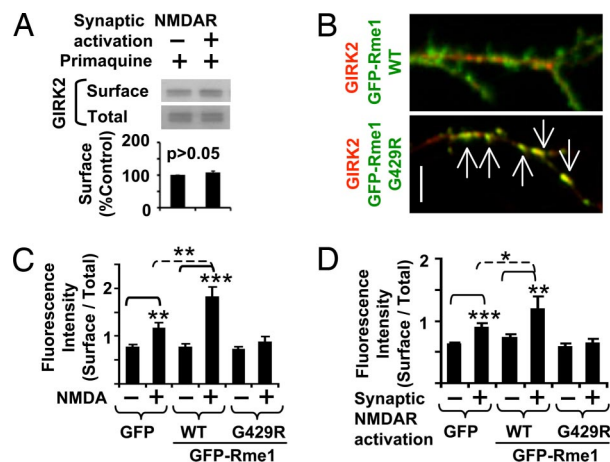 A
Synaptic NMDAR
activation − +
Primaquine + +
GIRK2
Surface
Total
Surface
(%Control)
200
100
0
p>0.05
B
GIRK2
GFP-Rme1
WT
GIRK2
GFP-Rme1
G429R
C
Fluorescence
Intensity
(Surface / Total)
2
1
0
**
**
***
− + − + − +
NMDA
GFP WT G429R
GFP-Rme1
D
Fluorescence
Intensity
(Surface / Total)
2
1
0
*
***
**
− + − + − +
Synaptic
NMDAR
activation
GFP WT G429R
GFP-Rme1